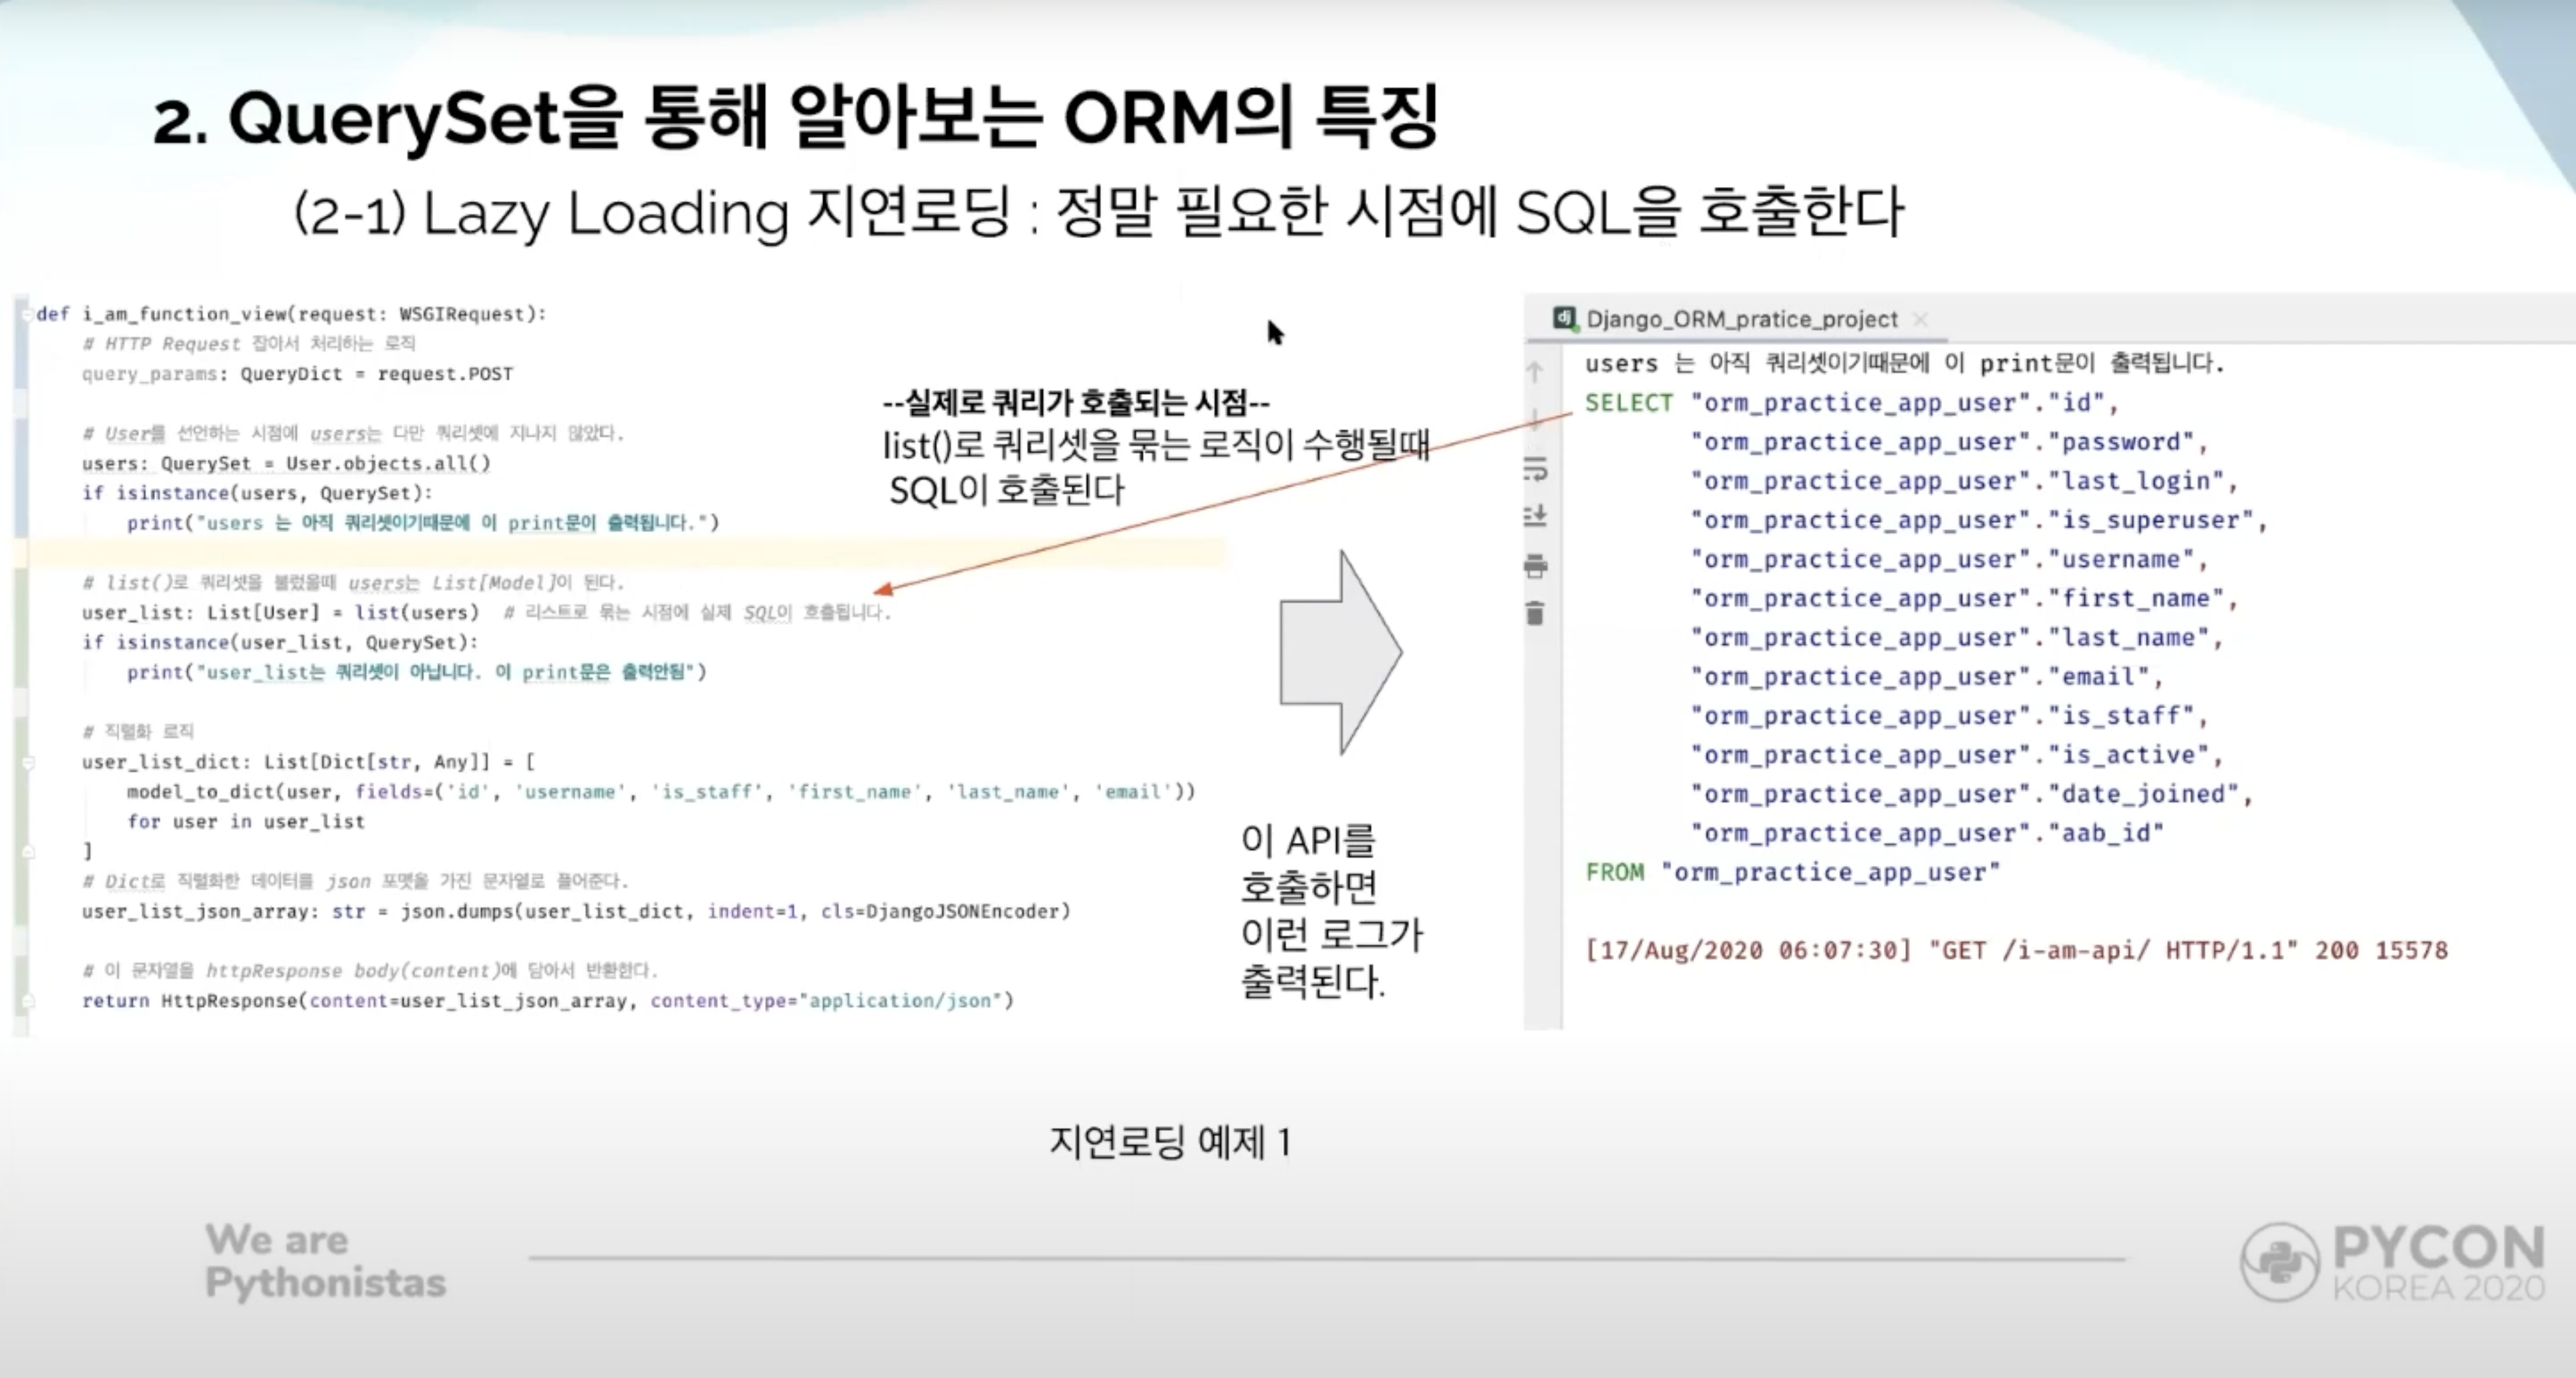 2. QuerySet을 통해 알아보는 ORM의 특징
(2-1) Lazy Loading 지연로딩 : 정말 필요한 시점에 SQL을 호출한다
def i_am_function_view(request: WSGIRequest):
# HTTP Request 잡아서 처리하는 로직
query_params: QueryDict = request.POST
# User를 선언하는 시점에 users는 다만 쿼리셋에 지나지 않았다.
users: QuerySet = User.objects.all()
if isinstance(users, QuerySet):
print("users 는 아직 쿼리셋이기때문에 이 print문이 출력됩니다.")
# list()로 쿼리셋을 불렀을때 users는 List[Model]이 된다.
user_list: List[User] = list(users) # 리스트로 묶는 시점에 실제 SQL이 호출됩니다.
if isinstance(user_list, QuerySet):
print("user_list는 쿼리셋이 아닙니다. 이 print문은 출력안됨")
# 직렬화 로직
user_list_dict: List[Dict[str, Any]] = [
model_to_dict(user, fields=('id', 'username', 'is_staff', 'first_name', 'last_name', 'email'))
for user in user_list
]
# Dict로 직렬화한 데이터를 json 포맷을 가진 문자열로 풀어준다.
user_list_json_array: str = json.dumps(user_list_dict, indent=1, cls=DjangoJSONEncoder)
# 이 문자열을 httpResponse body(content)에 담아서 반환한다.
return HttpResponse(content=user_list_json_array, content_type="application/json")
--실제로 쿼리가 호출되는 시점--
list()로 쿼리셋을 묶는 로직이 수행될때
SQL이 호출된다
이 API를
호출하면
이런 로그가
출력된다.
dj Django_ORM_pratice_project
users 는 아직 쿼리셋이기때문에 이 print문이 출력됩니다.
SELECT "orm_practice_app_user"."id",
"orm_practice_app_user"."password",
"orm_practice_app_user"."last_login",
"orm_practice_app_user"."is_superuser",
"orm_practice_app_user"."username",
"orm_practice_app_user"."first_name",
"orm_practice_app_user"."last_name",
"orm_practice_app_user"."email",
"orm_practice_app_user"."is_staff",
"orm_practice_app_user"."is_active",
"orm_practice_app_user"."date_joined",
"orm_practice_app_user"."aab_id"
FROM "orm_practice_app_user"
[17/Aug/2020 06:07:30] "GET /i-am-api/ HTTP/1.1" 200 15578
지연로딩 예제 1
We are
Pythonistas
PYCON
KOREA 2020